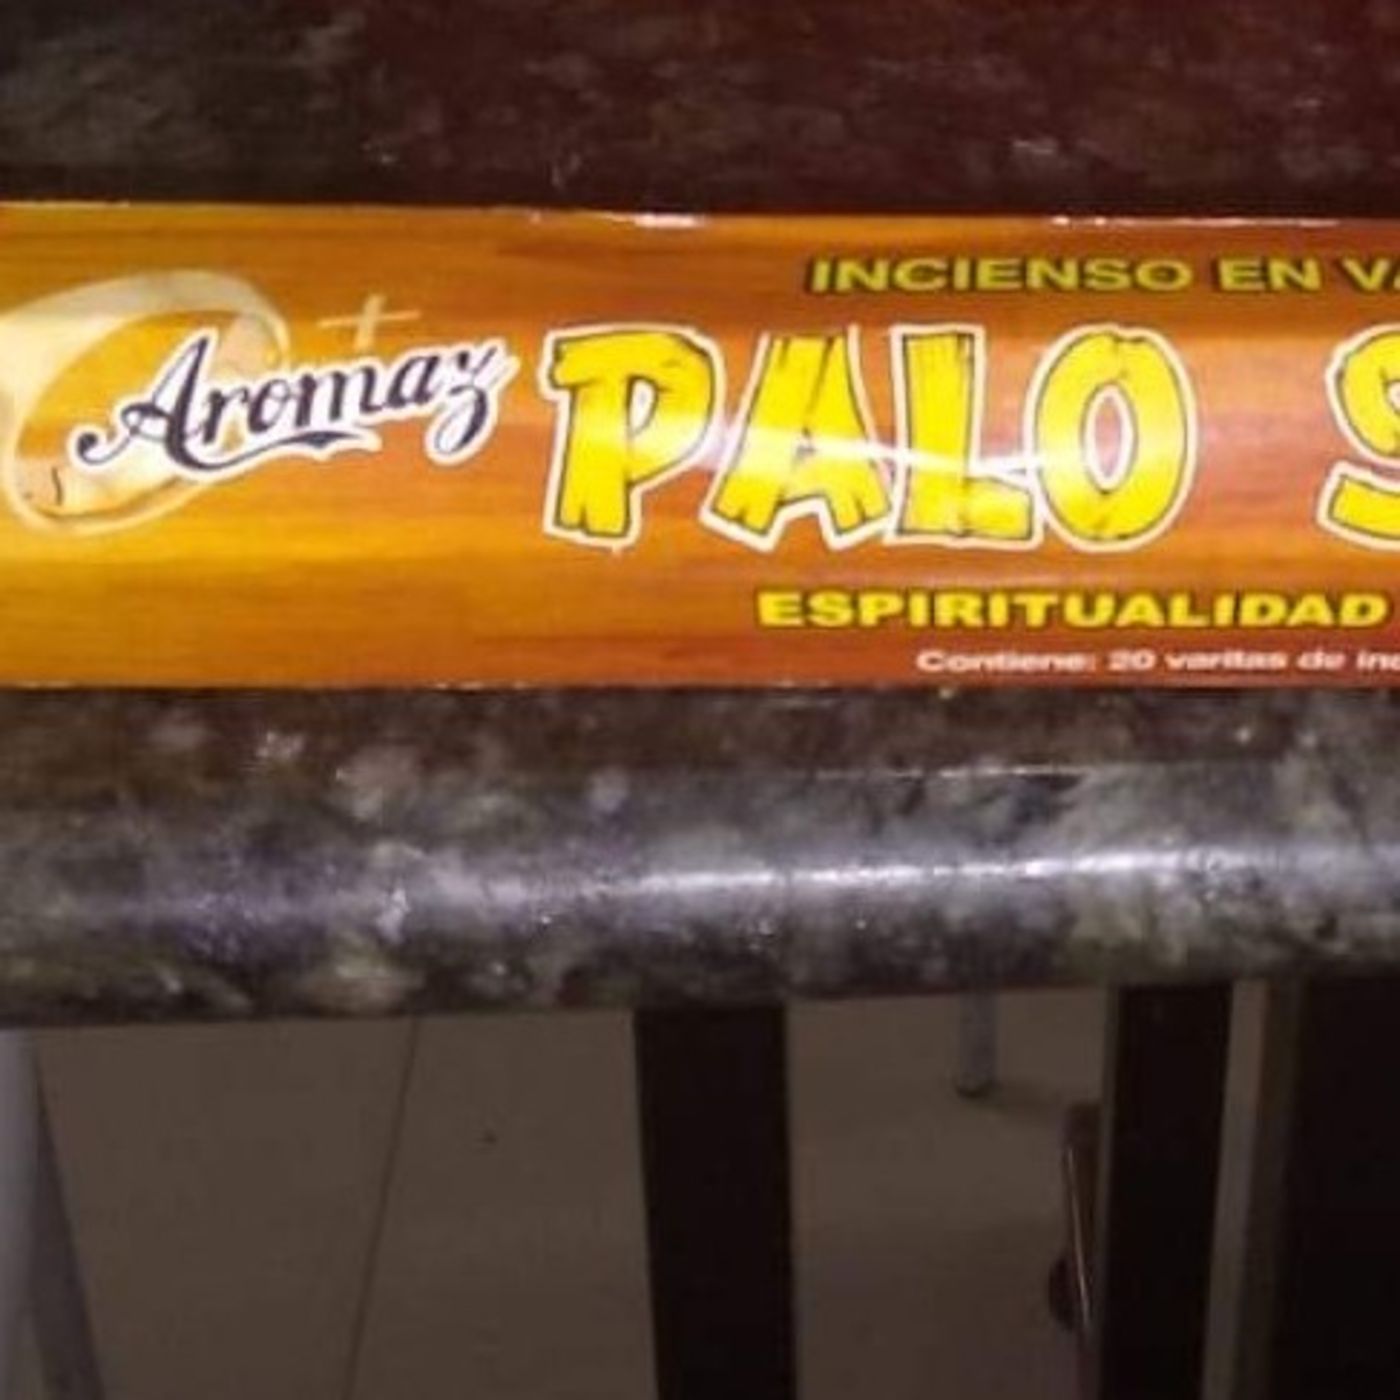 INCIENSO EN
Aromaz PALO
ESPIRITUALIDAD
Contiene: 20 varitas de